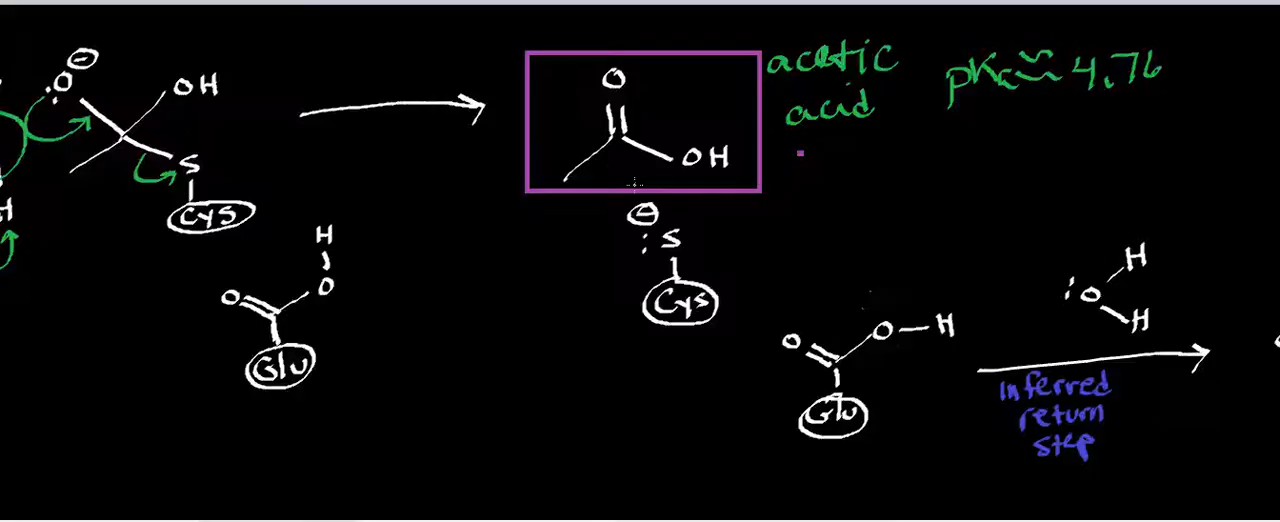 acetic
acid
pKa ≈ 4.76
⊖
:O
OH
S
Cys
H
H
O
O
Glu
O
OH
⊖
:S
Cys
O
O—H
Glu
H
:O
H
Inferred
return
step